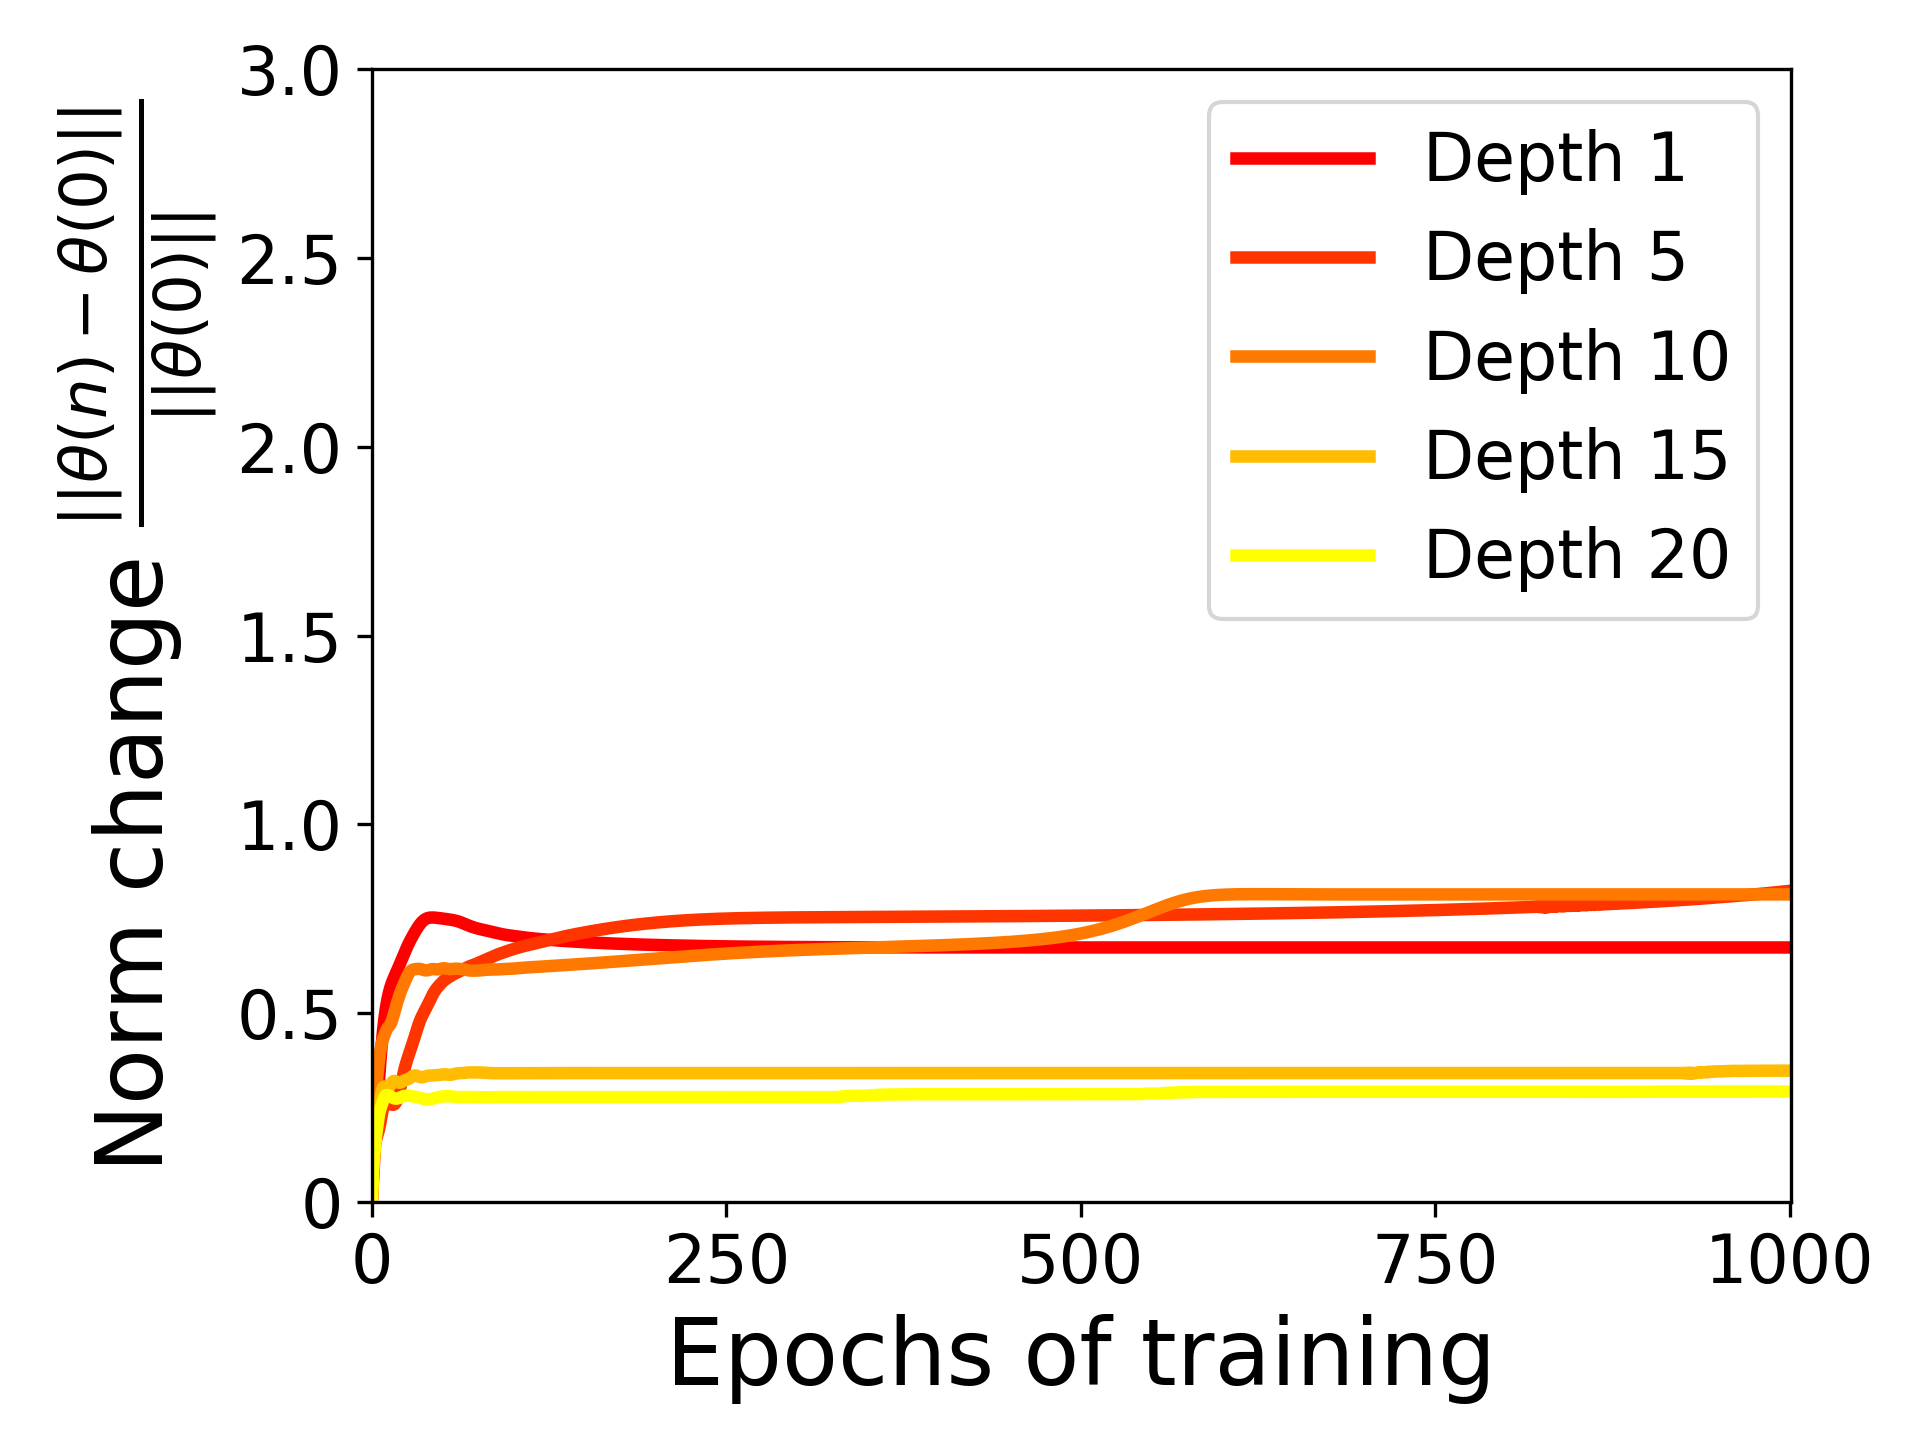 Norm change ||θ(n) − θ(0)|| / ||θ(0)||
3.0
2.5
2.0
1.5
1.0
0.5
0
0 250 500 750 1000
Epochs of training
Depth 1
Depth 5
Depth 10
Depth 15
Depth 20